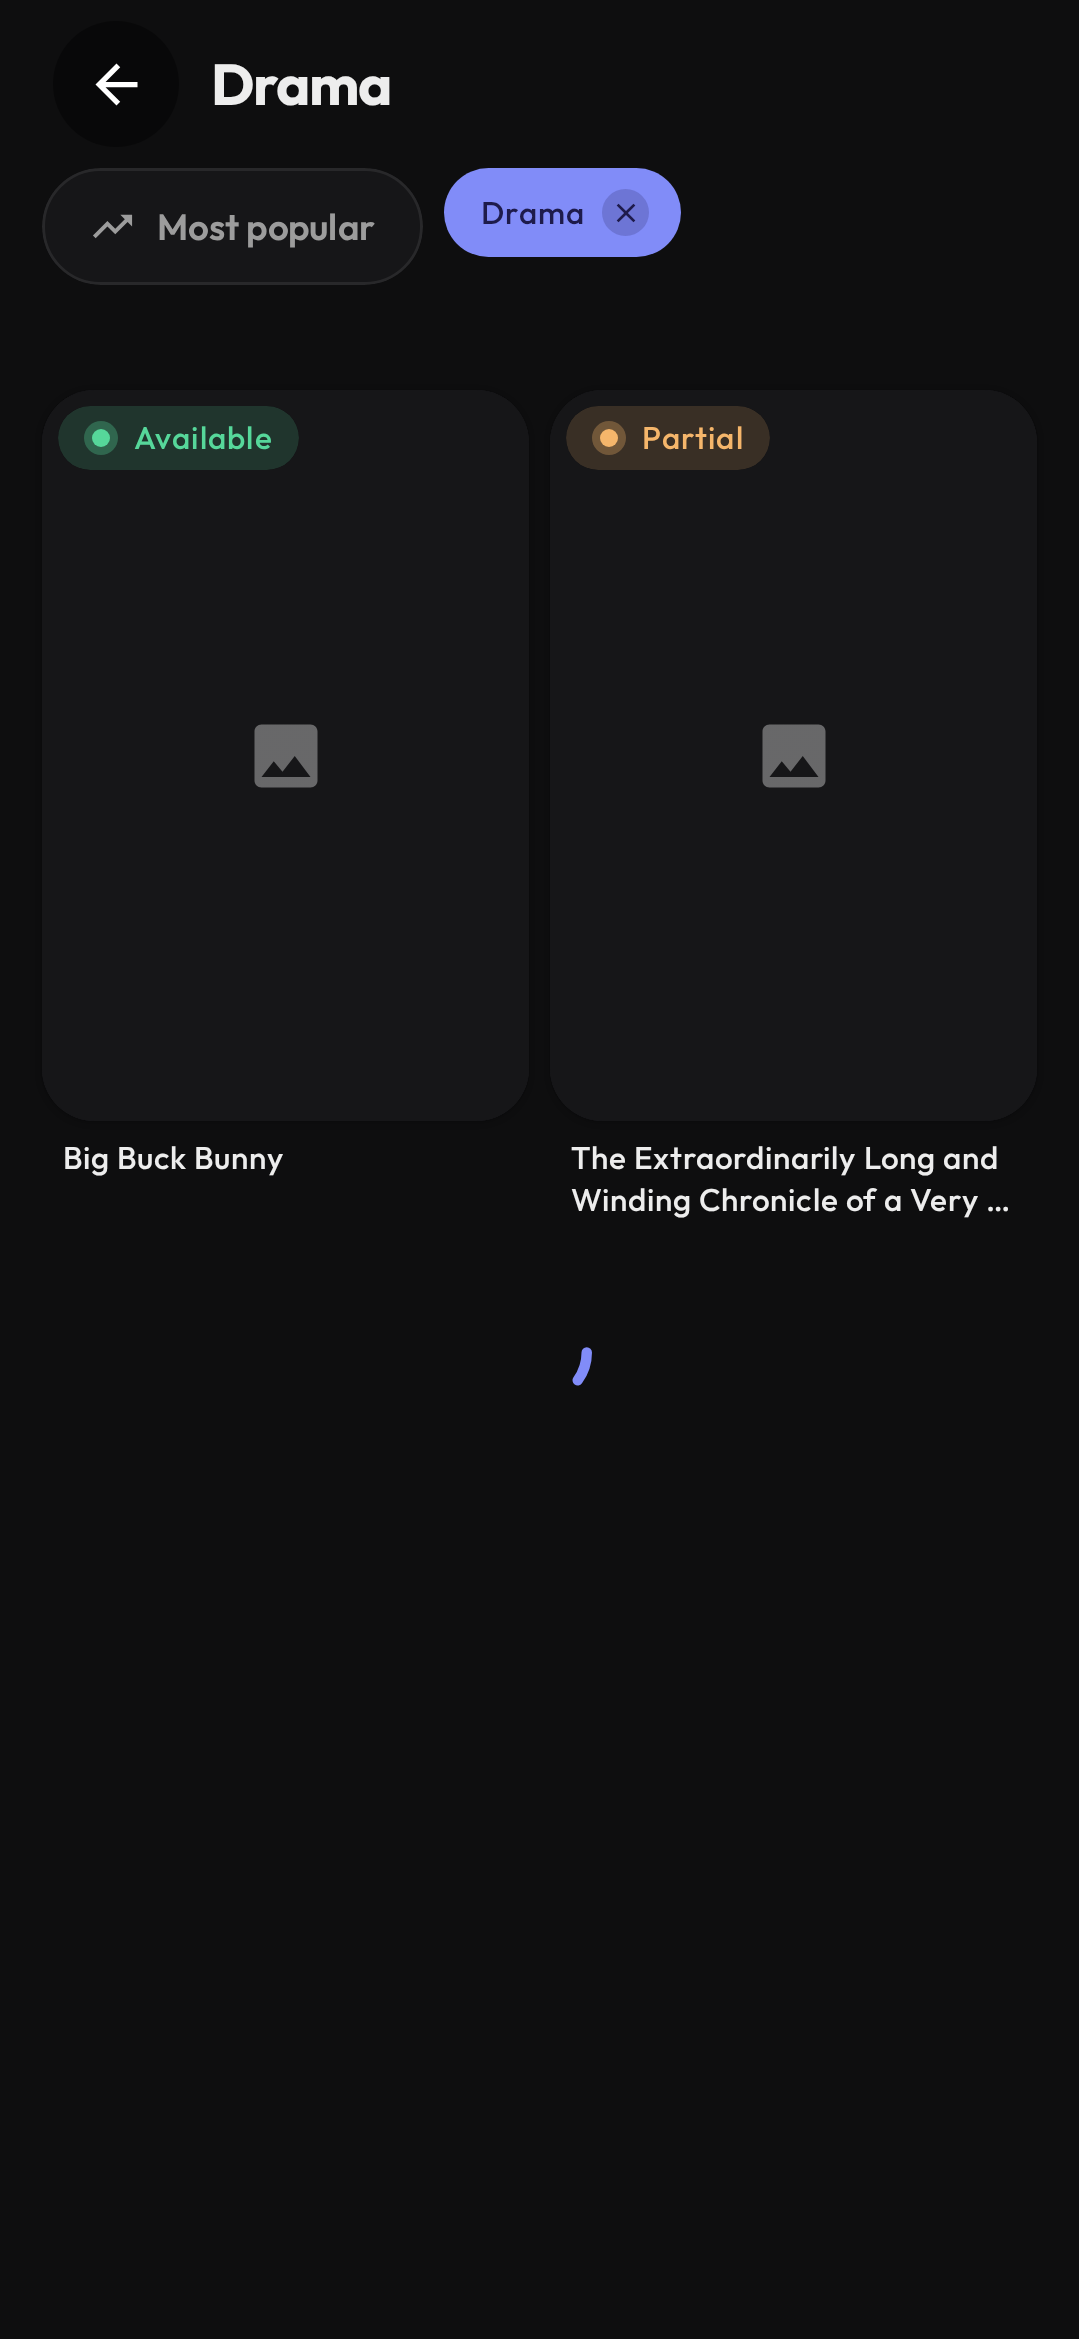 Drama
Most popular
Drama
Available
Partial
Big Buck Bunny
The Extraordinarily Long and
Winding Chronicle of a Very ...